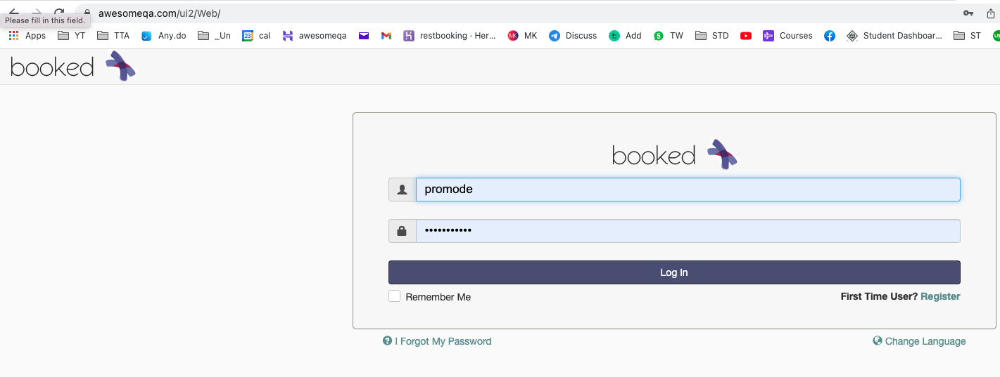 awesomeqa.com/ui2/Web/
Please fill in this field.
Apps YT TTA Any.do _Un 23 cal awesomeqa restbooking · Her... MK MK Discuss t: Add 5 TW STD Courses Student Dashboar... ST
booked
booked
promode
•••••••••••
Log In
Remember Me First Time User? Register
? I Forgot My Password Change Language